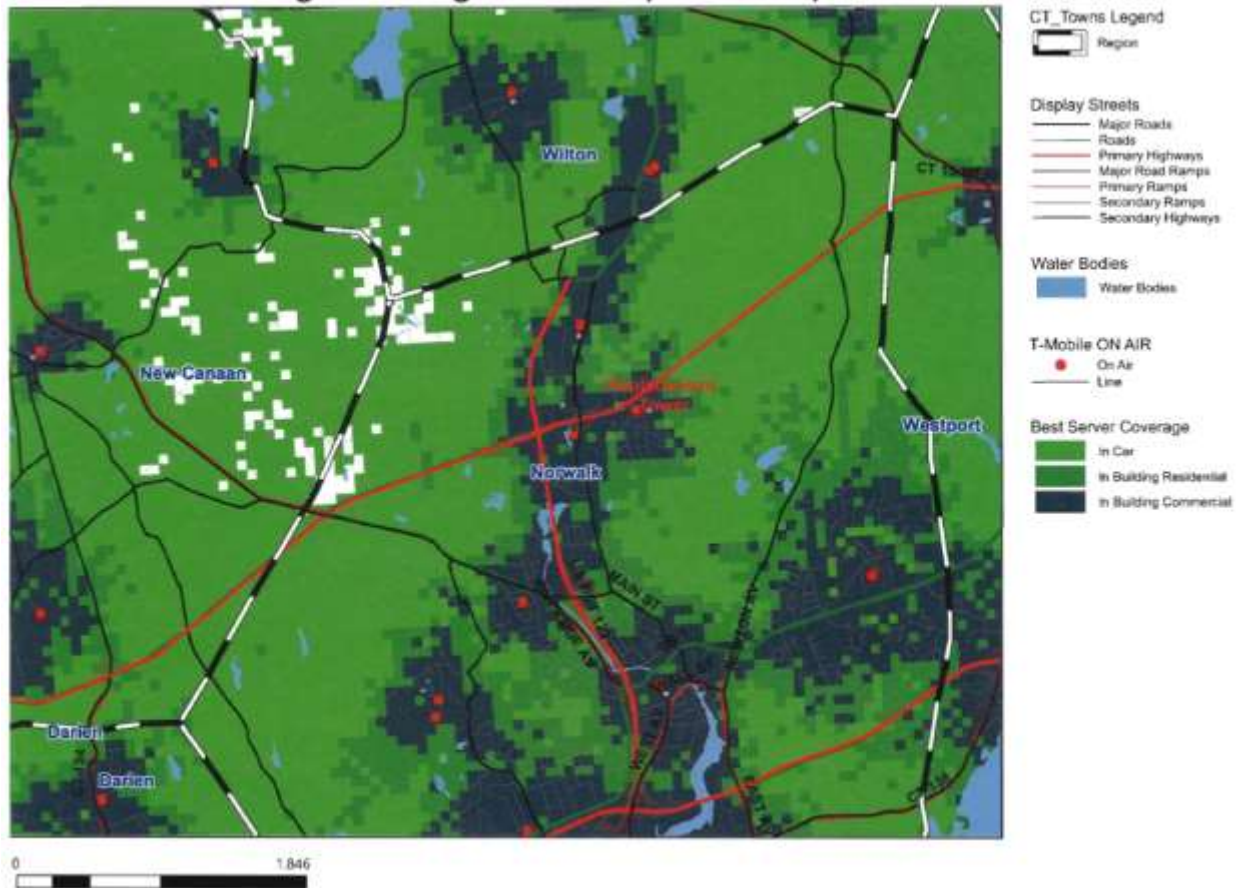 CT_Towns Legend
Region
Display Streets
Major Roads
Roads
Primary Highways
Major Road Ramps
Primary Ramps
Secondary Ramps
Secondary Highways
Water Bodies
Water Bodies
T-Mobile ON AIR
On Air
Line
Best Server Coverage
In Car
In Building Residential
In Building Commercial
Wilton
New Canaan
Westport
Norwalk
MAIN ST
Darien
Darien
0 1.846